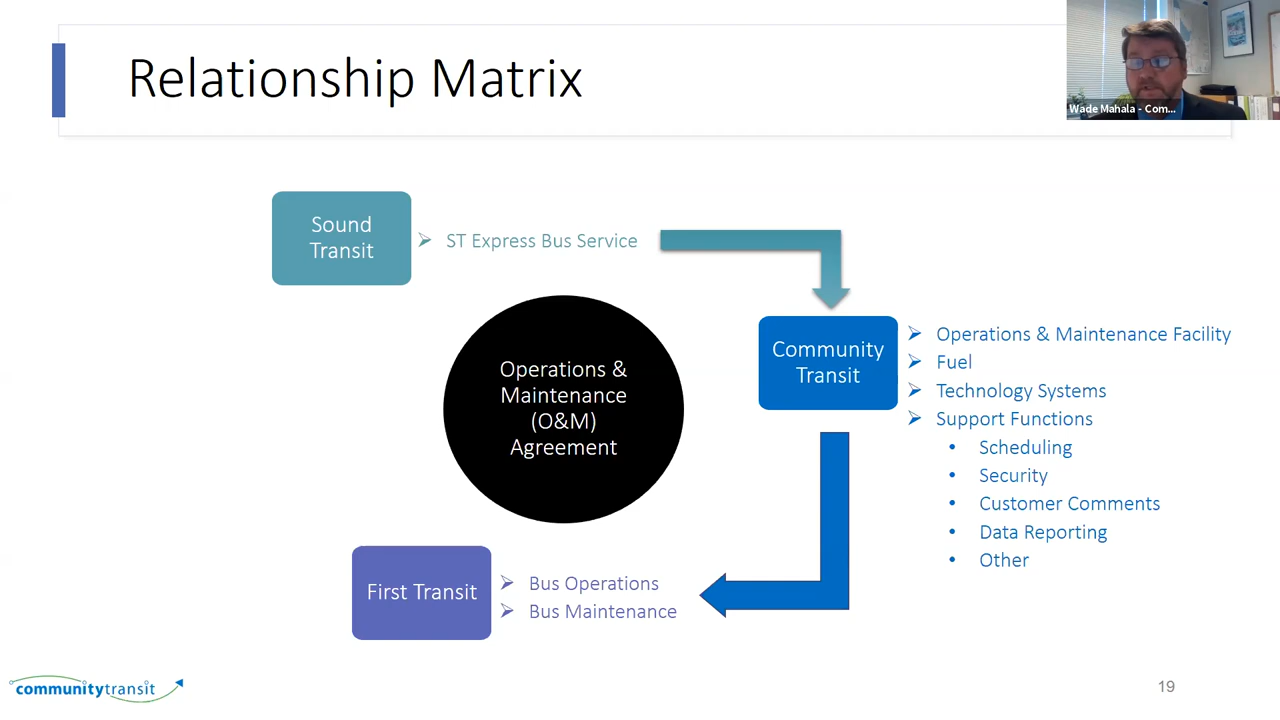 Relationship Matrix
Wade Mahala - Com...
Sound
Transit
ST Express Bus Service
Operations &
Maintenance
(O&M)
Agreement
Community
Transit
Operations & Maintenance Facility
Fuel
Technology Systems
Support Functions
Scheduling
Security
Customer Comments
Data Reporting
Other
First Transit
Bus Operations
Bus Maintenance
communitytransit
19